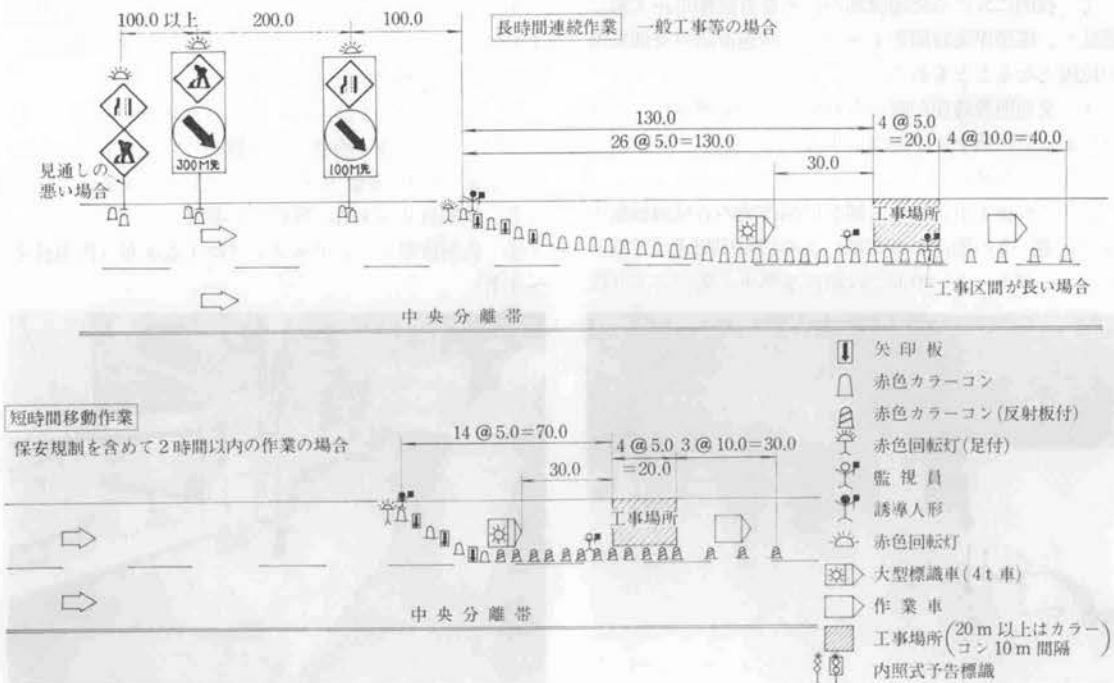 100.0 以上
200.0
100.0
長時間連続作業 一般工事等の場合
300M先
100M先
見通しの
悪い場合
130.0
26 @ 5.0=130.0
30.0
4 @ 5.0
=20.0
4 @ 10.0=40.0
工事場所
工事区間が長い場合
中央分離帯
短時間移動作業
保安規制を含めて2時間以内の作業の場合
14 @ 5.0=70.0
30.0
4 @ 5.0
=20.0
3 @ 10.0=30.0
工事場所
中央分離帯
矢印板
赤色カラーコン
赤色カラーコン(反射板付)
赤色回転灯(足付)
監視員
誘導人形
赤色回転灯
大型標識車(4t車)
作業車
工事場所(20m以上はカラー
コン10m間隔)
内照式予告標識